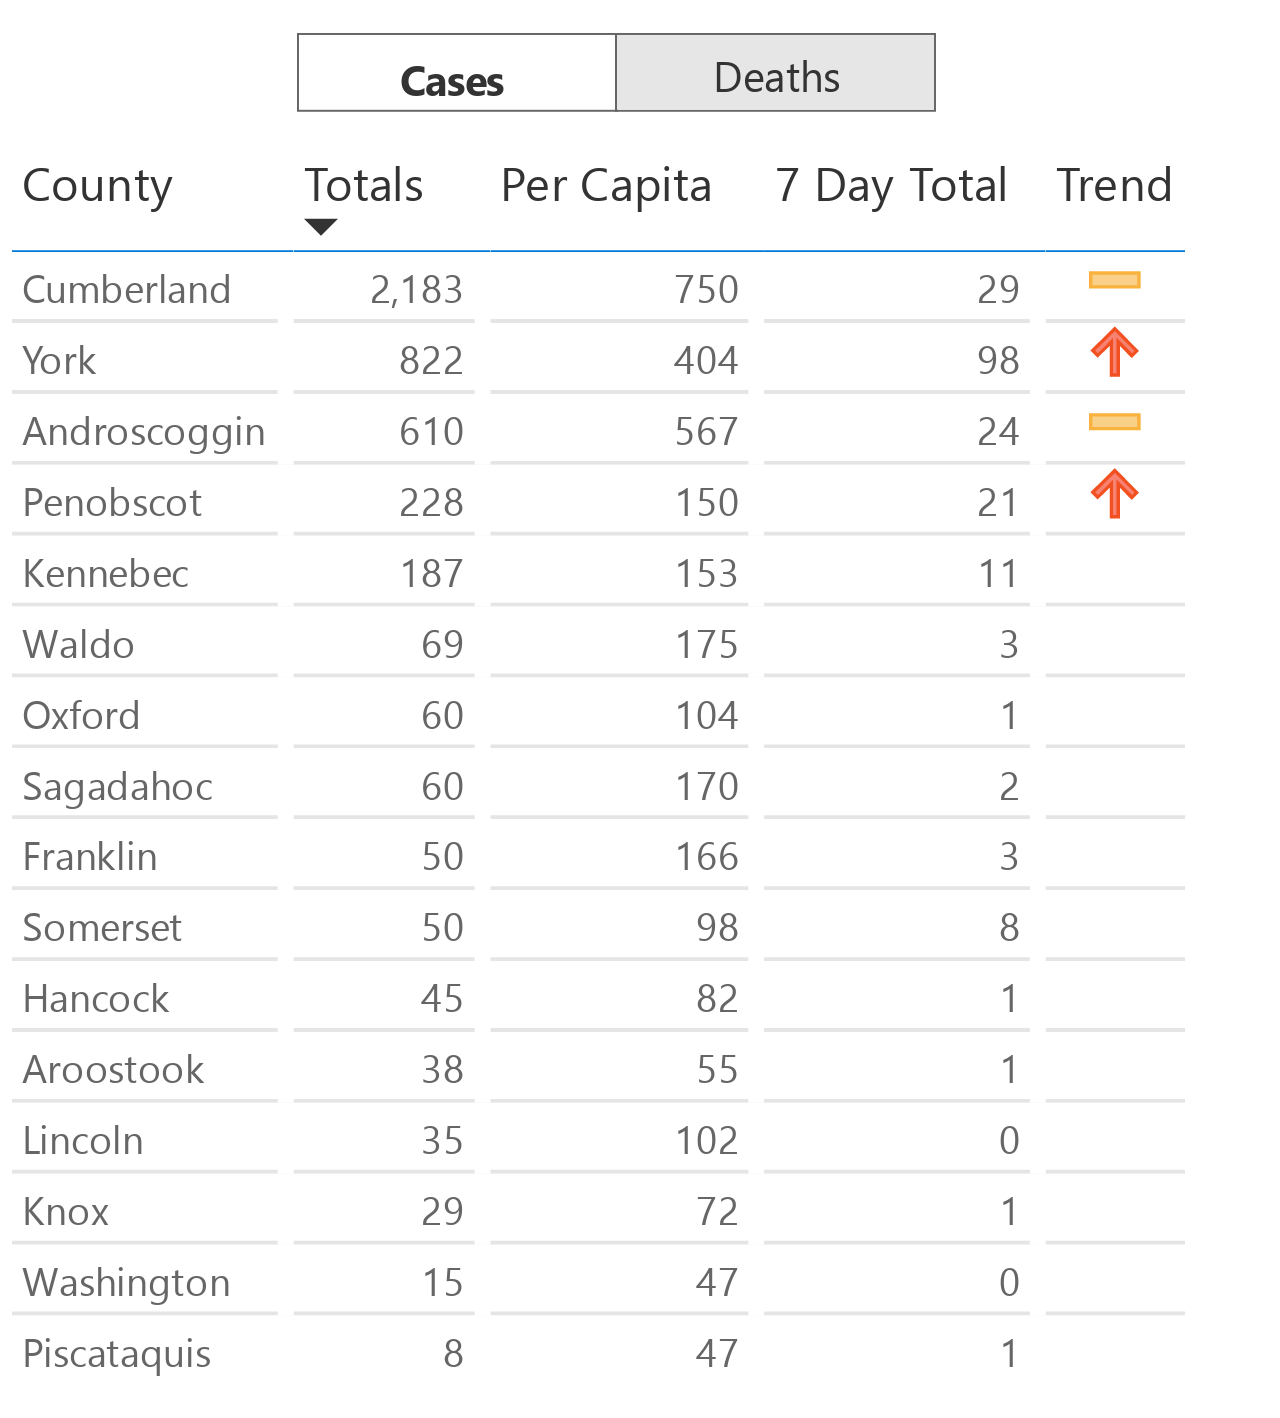 Cases Deaths
County Totals Per Capita 7 Day Total Trend
Cumberland 2,183 750 29
York 822 404 98
Androscoggin 610 567 24
Penobscot 228 150 21
Kennebec 187 153 11
Waldo 69 175 3
Oxford 60 104 1
Sagadahoc 60 170 2
Franklin 50 166 3
Somerset 50 98 8
Hancock 45 82 1
Aroostook 38 55 1
Lincoln 35 102 0
Knox 29 72 1
Washington 15 47 0
Piscataquis 8 47 1